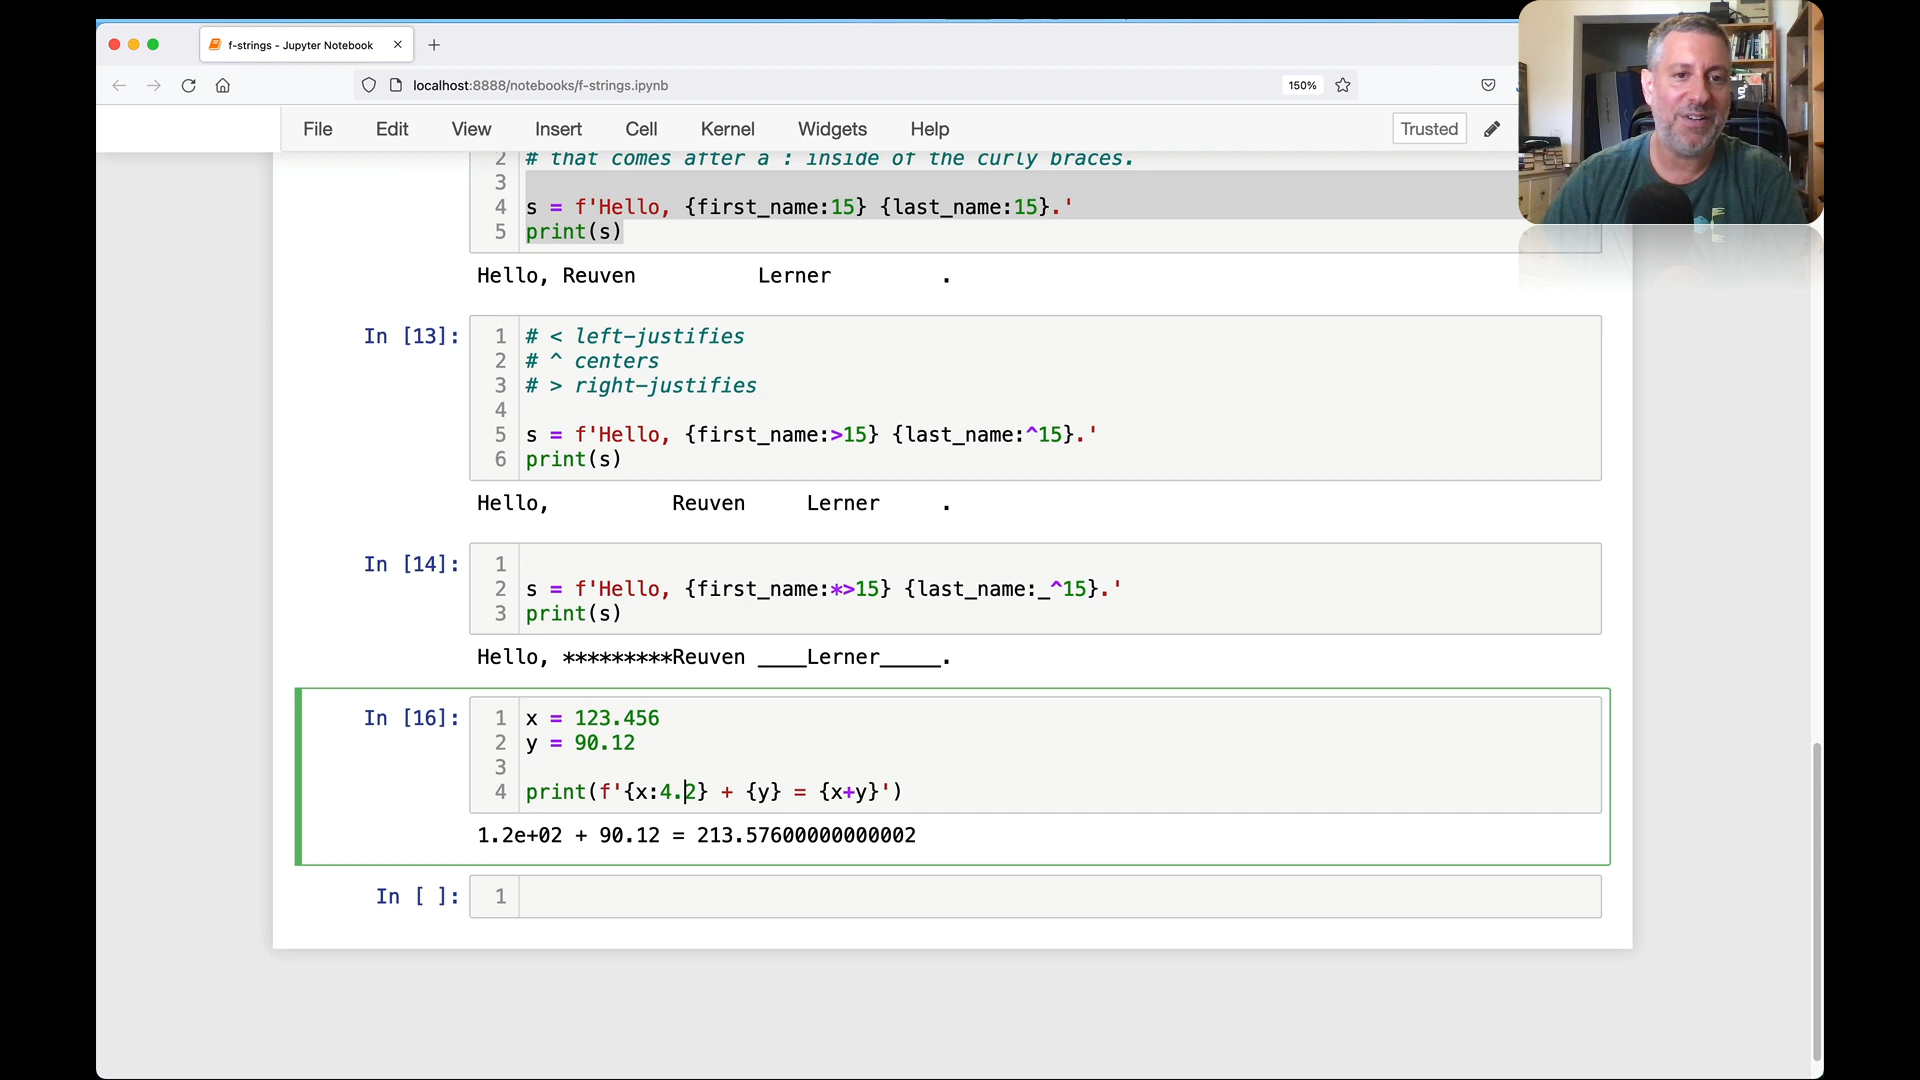 f-strings - Jupyter Notebook
localhost:8888/notebooks/f-strings.ipynb
150%
File Edit View Insert Cell Kernel Widgets Help
Trusted
2 # that comes after a : inside of the curly braces.
3
4 s = f'Hello, {first_name:15} {last_name:15}.'
5 print(s)
Hello, Reuven          Lerner         .
In [13]:
1 # < left-justifies
2 # ^ centers
3 # > right-justifies
4
5 s = f'Hello, {first_name:>15} {last_name:^15}.'
6 print(s)
Hello,          Reuven     Lerner     .
In [14]:
1
2 s = f'Hello, {first_name:*>15} {last_name:_^15}.'
3 print(s)
Hello, *********Reuven ____Lerner_____.
In [16]:
1 x = 123.456
2 y = 90.12
3
4 print(f'{x:4.2} + {y} = {x+y}')
1.2e+02 + 90.12 = 213.57600000000002
In [ ]:
1